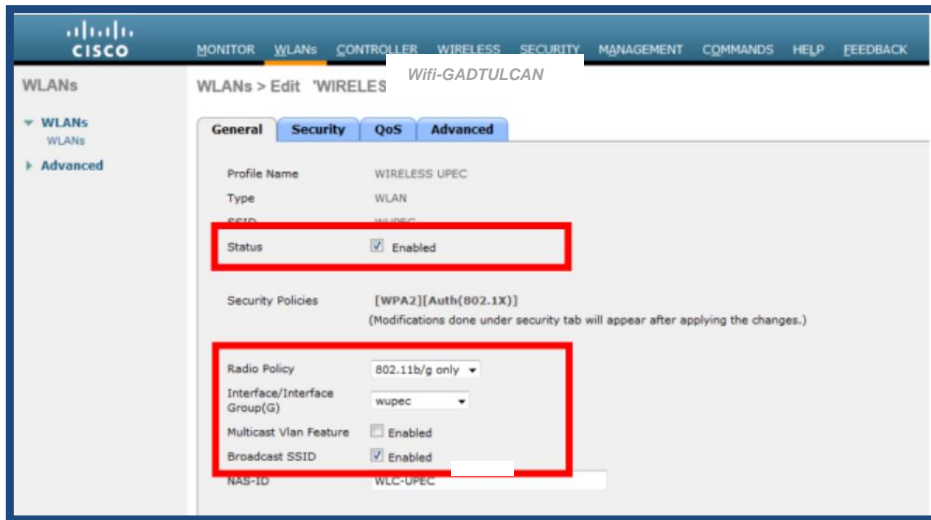 CISCO
MONITOR WLANs CONTROLLER WIRELESS SECURITY MANAGEMENT COMMANDS HELP FEEDBACK
WLANs
WLANs > Edit 'WIRELES
Wifi-GADTULCAN
WLANs
WLANs
Advanced
General Security QoS Advanced
Profile Name WIRELESS UPEC
Type WLAN
SSID WUPEC
Status Enabled
Security Policies [WPA2][Auth(802.1X)]
(Modifications done under security tab will appear after applying the changes.)
Radio Policy 802.11b/g only
Interface/Interface
Group(G) wupec
Multicast Vlan Feature Enabled
Broadcast SSID Enabled
NAS-ID WLC-UPEC